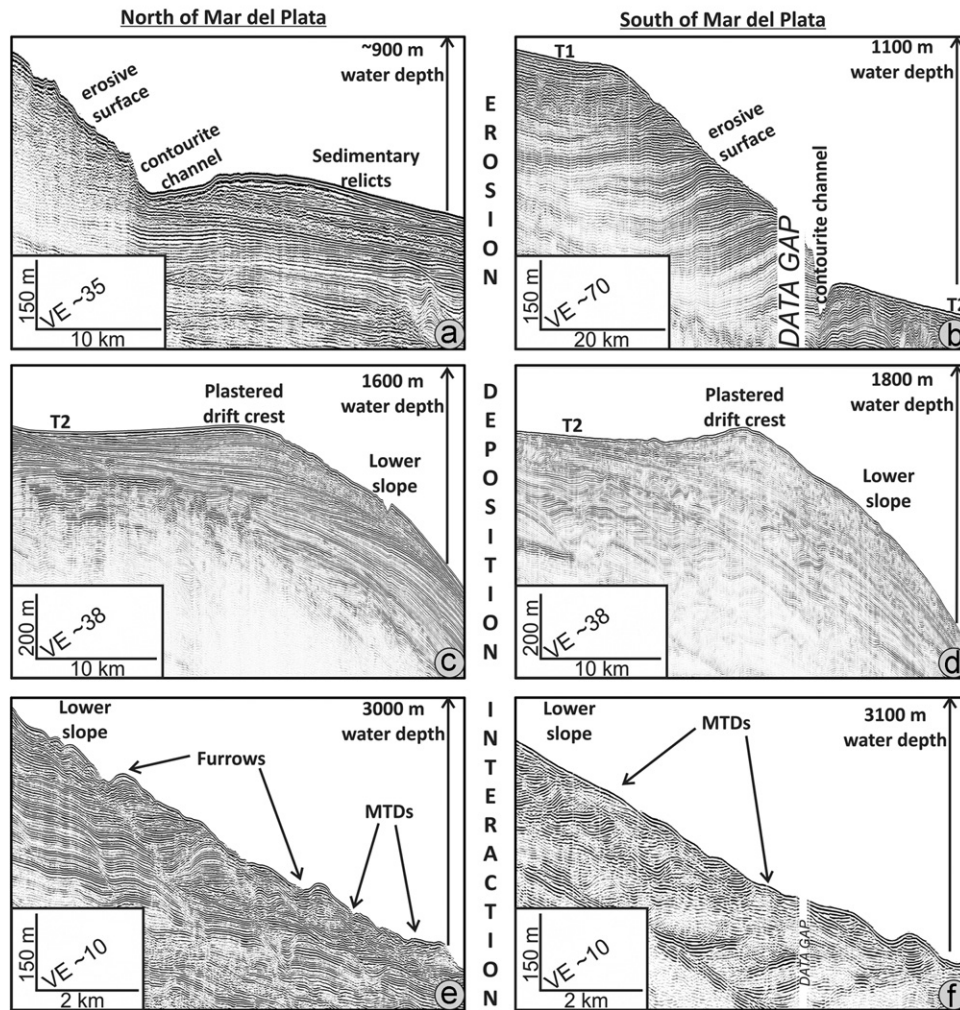 North of Mar del Plata
South of Mar del Plata
~900 m
water depth
erosive
surface
contourite
channel
Sedimentary
relicts
150 m
VE ~35
10 km
a
EROSION
T1
1100 m
water depth
erosive
surface
DATA GAP
contourite channel
150 m
VE ~70
20 km
b
1600 m
water depth
Plastered
drift crest
T2
Lower
slope
200 m
VE ~38
10 km
c
DEPOSITION
1800 m
water depth
Plastered
drift crest
T2
Lower
slope
200 m
VE ~38
10 km
d
Lower
slope
3000 m
water depth
Furrows
MTDs
150 m
VE ~10
2 km
e
INTERACTION
Lower
slope
MTDs
3100 m
water depth
DATA GAP
150 m
VE ~10
2 km
f